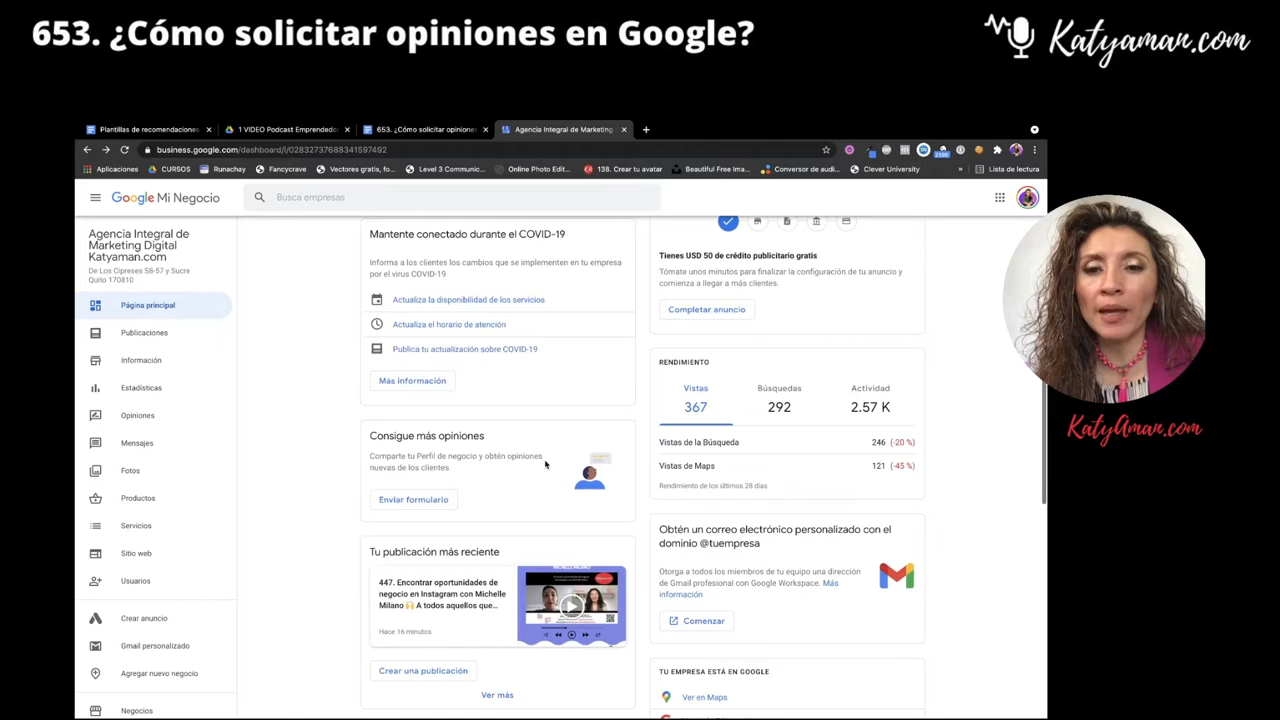 653. ¿Cómo solicitar opiniones en Google?
Katyaman.com
Plantillas de recomendaciones
1 VIDEO Podcast Emprendedor
653. ¿Cómo solicitar opiniones
Agencia Integral de Marketing
business.google.com/dashboard/l/02832737688341597492
Aplicaciones
CURSOS
Runachay
Fancycrave
Vectores gratis, fo...
Level 3 Communic...
Online Photo Edit...
138. Crear tu avatar
Beautiful Free Ima...
Conversor de audio...
Clever University
»
Lista de lectura
Google Mi Negocio
Busca empresas
Agencia Integral de
Marketing Digital
Katyaman.com
De Los Cipreses S8-57 y Sucre
Quito 170810
Página principal
Publicaciones
Información
Estadísticas
Opiniones
Mensajes
Fotos
Productos
Servicios
Sitio web
Usuarios
Crear anuncio
Gmail personalizado
Agregar nuevo negocio
Negocios
Mantente conectado durante el COVID-19
Informa a los clientes los cambios que se implementen en tu empresa
por el virus COVID-19
Actualiza la disponibilidad de los servicios
Actualiza el horario de atención
Publica tu actualización sobre COVID-19
Más información
Consigue más opiniones
Comparte tu Perfil de negocio y obtén opiniones
nuevas de los clientes
Enviar formulario
Tu publicación más reciente
447. Encontrar oportunidades de
negocio en Instagram con Michelle
Milano 🙌 A todos aquellos que...
Hace 16 minutos
Crear una publicación
Ver más
Tienes USD 50 de crédito publicitario gratis
Tómate unos minutos para finalizar la configuración de tu anuncio y
comienza a llegar a más clientes.
Completar anuncio
RENDIMIENTO
Vistas
Búsquedas
Actividad
367
292
2.57 K
Vistas de la Búsqueda
246 (-20 %)
Vistas de Maps
121 (-45 %)
Rendimiento de los últimos 28 días
Obtén un correo electrónico personalizado con el
dominio @tuempresa
Otorga a todos los miembros de tu equipo una dirección
de Gmail profesional con Google Workspace. Más
información
Comenzar
TU EMPRESA ESTÁ EN GOOGLE
Ver en Maps
KatyAman.com